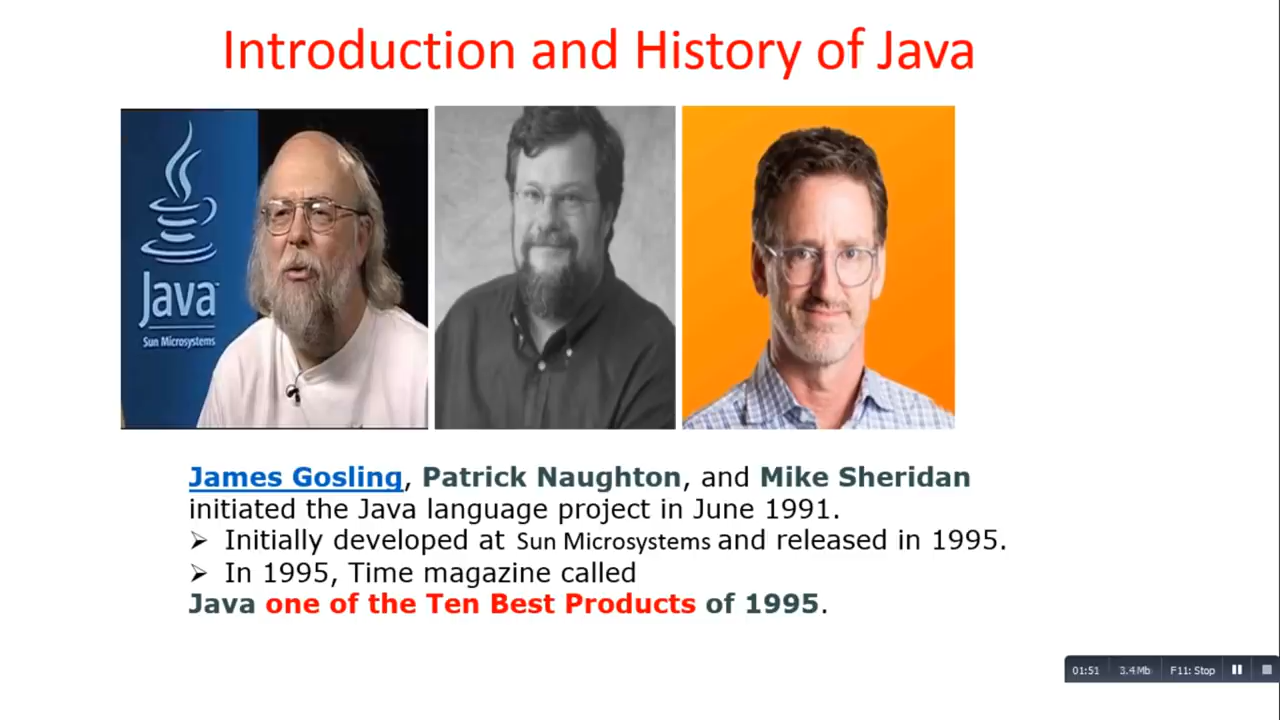 Introduction and History of Java
Java
Sun Microsystems
James Gosling, Patrick Naughton, and Mike Sheridan
initiated the Java language project in June 1991.
➢ Initially developed at Sun Microsystems and released in 1995.
➢ In 1995, Time magazine called
Java one of the Ten Best Products of 1995.
01:51 3.4 Mb F11: Stop